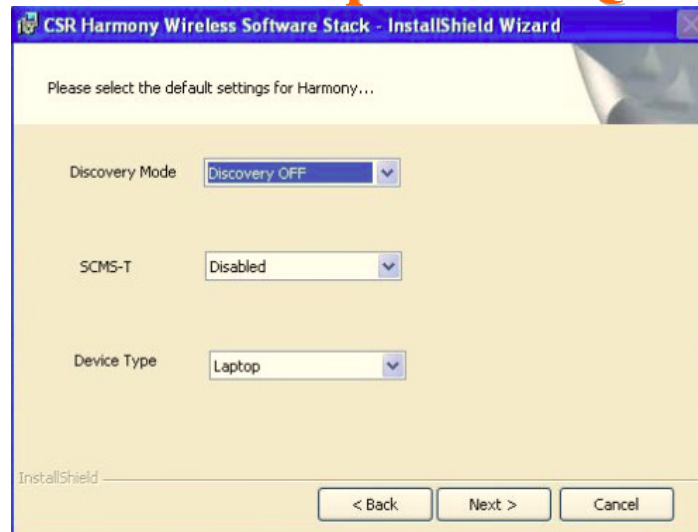 CSR Harmony Wireless Software Stack - InstallShield Wizard
Please select the default settings for Harmony...
Discovery Mode
Discovery OFF
SCMS-T
Disabled
Device Type
Laptop
InstallShield
< Back
Next >
Cancel